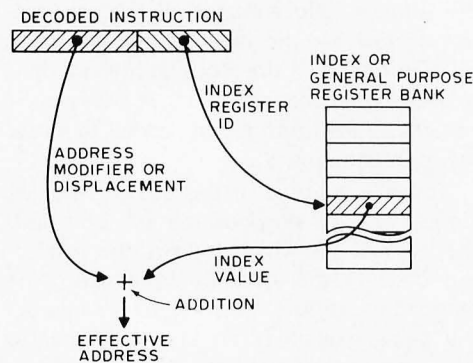 DECODED INSTRUCTION
INDEX OR
GENERAL PURPOSE
REGISTER BANK
INDEX
REGISTER
ID
ADDRESS
MODIFIER OR
DISPLACEMENT
INDEX
VALUE
+
ADDITION
EFFECTIVE
ADDRESS